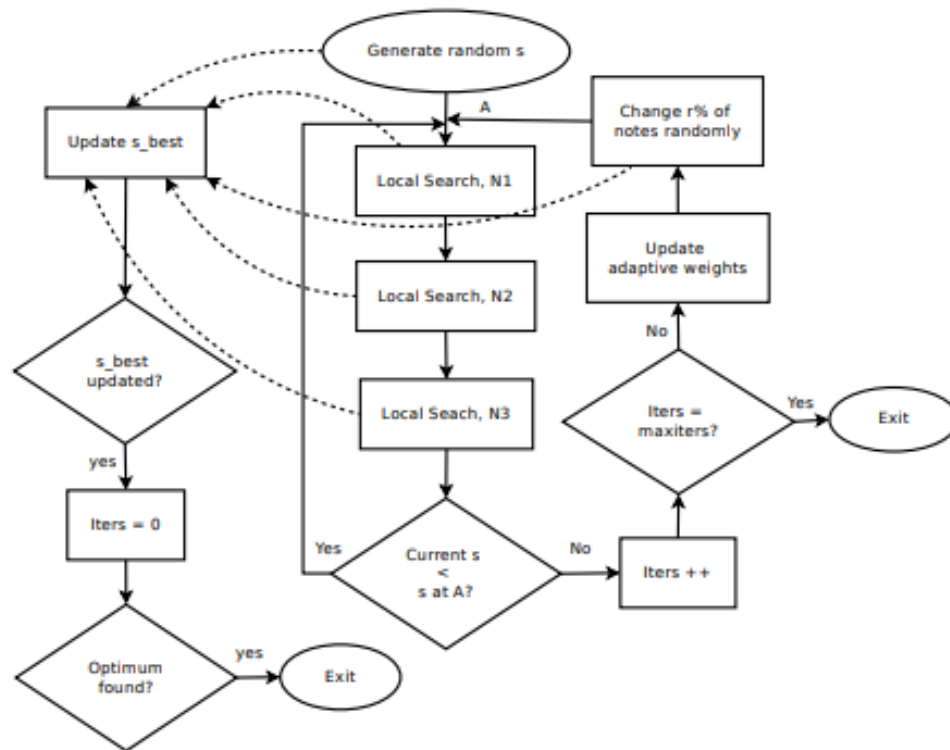 Generate random s
A
Change r% of
notes randomly
Update s_best
Local Search, N1
Update
adaptive weights
Local Search, N2
No
s_best
updated?
Local Seach, N3
Iters =
maxiters?
Yes
Exit
yes
Iters = 0
Yes
Current s
<
s at A?
No
Iters ++
Optimum
found?
yes
Exit